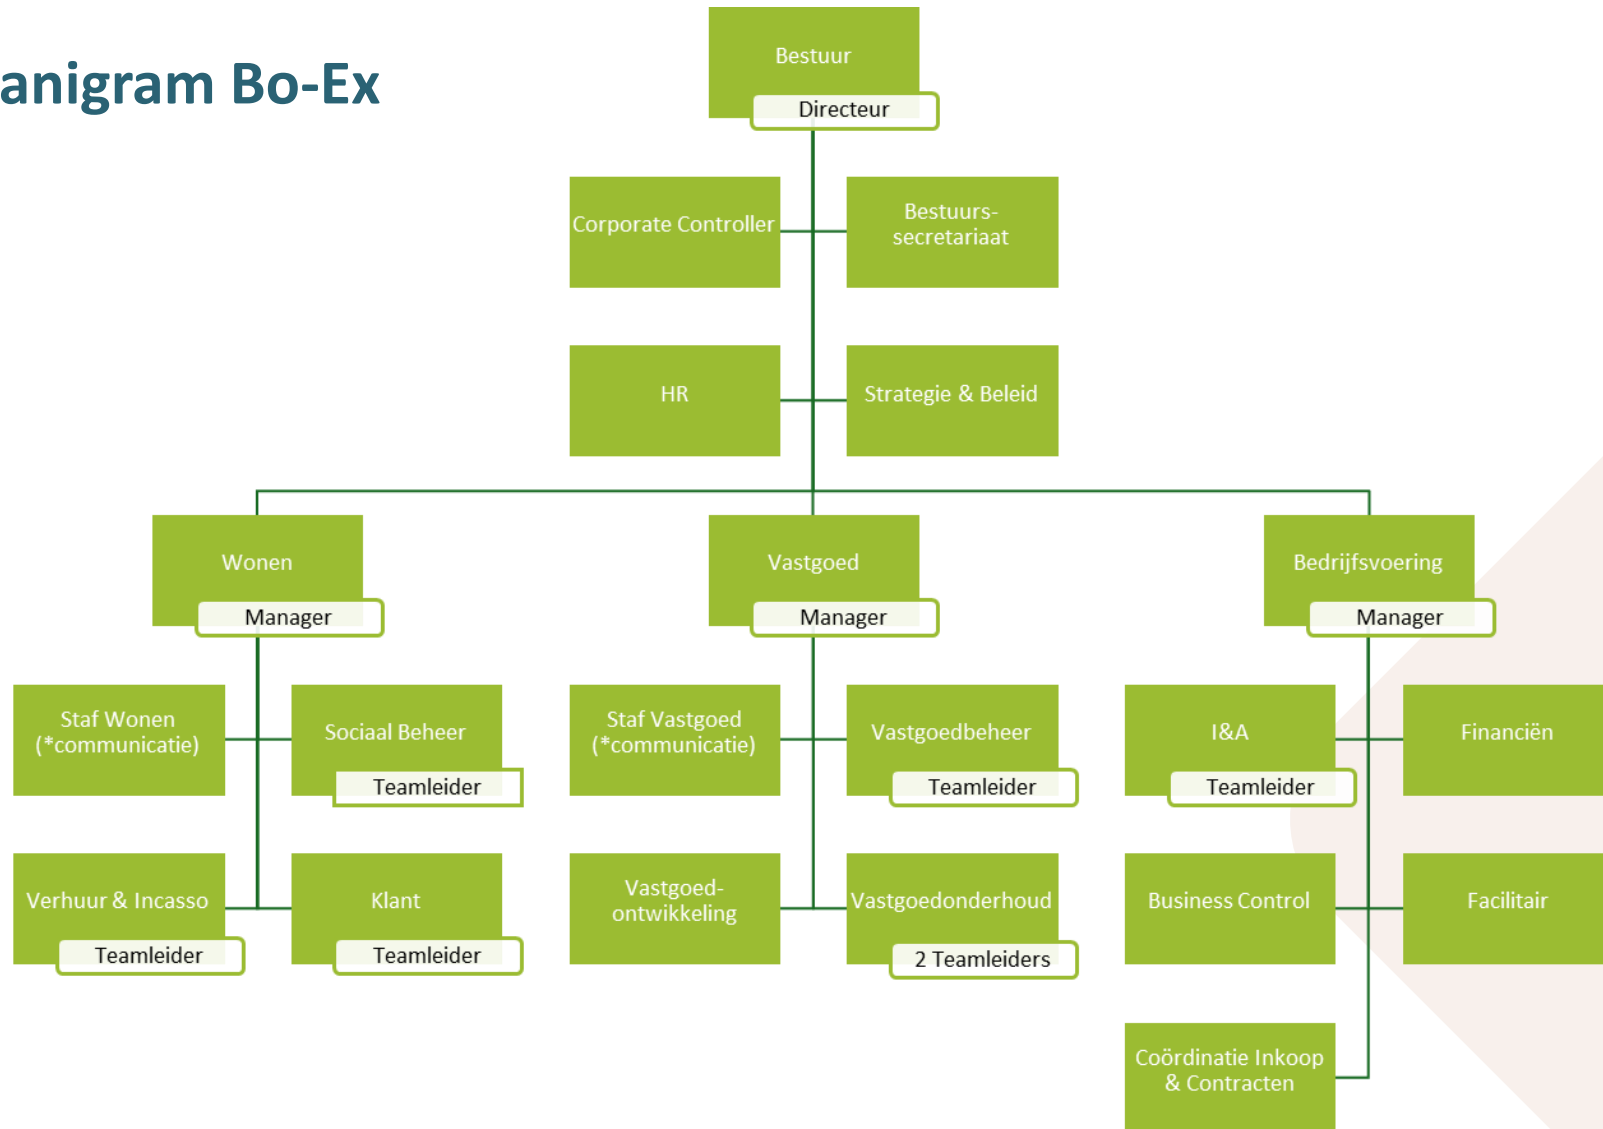 anigram Bo-Ex
Bestuur
Directeur
Corporate Controller
Bestuurs-
secretariaat
HR
Strategie & Beleid
Wonen
Manager
Vastgoed
Manager
Bedrijfsvoering
Manager
Staf Wonen
(*communicatie)
Sociaal Beheer
Teamleider
Staf Vastgoed
(*communicatie)
Vastgoedbeheer
Teamleider
I&A
Teamleider
Financiën
Verhuur & Incasso
Teamleider
Klant
Teamleider
Vastgoed-
ontwikkeling
Vastgoedonderhoud
2 Teamleiders
Business Control
Facilitair
Coördinatie Inkoop
& Contracten